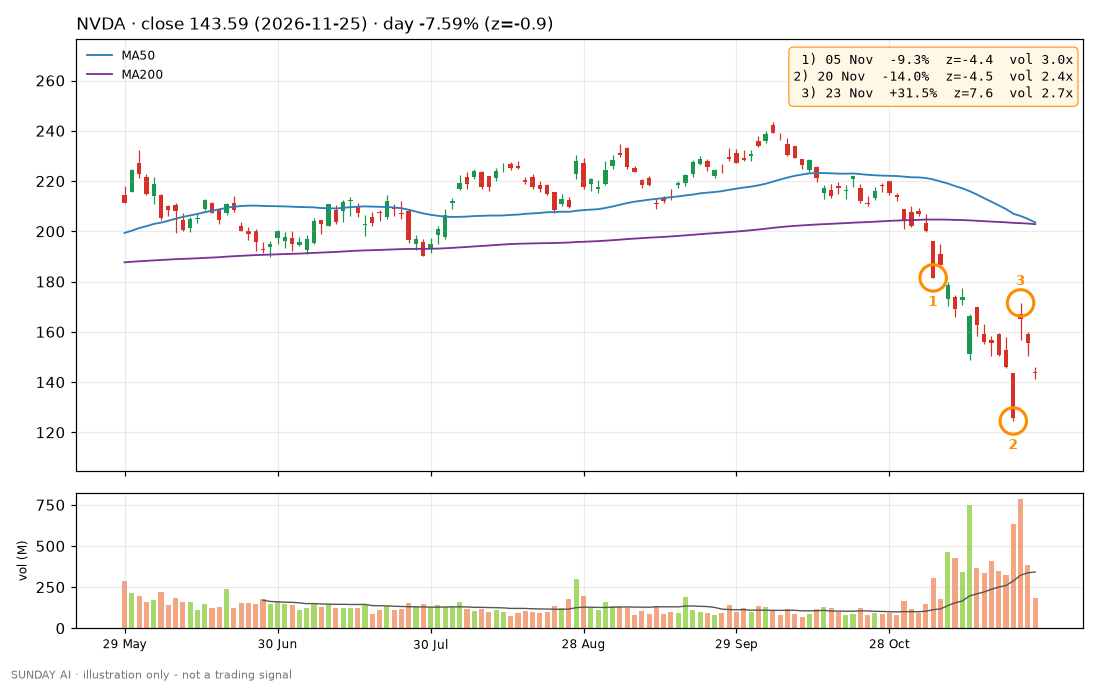 NVDA · close 143.59 (2026-11-25) · day -7.59% (z=-0.9)
MA50
MA200
1) 05 Nov -9.3% z=-4.4 vol 3.0x
2) 20 Nov -14.0% z=-4.5 vol 2.4x
3) 23 Nov +31.5% z=7.6 vol 2.7x
260
240
220
200
180
160
140
120
3
1
2
750
500
250
0
vol (M)
29 May
30 Jun
30 Jul
28 Aug
29 Sep
28 Oct
SUNDAY AI · illustration only - not a trading signal